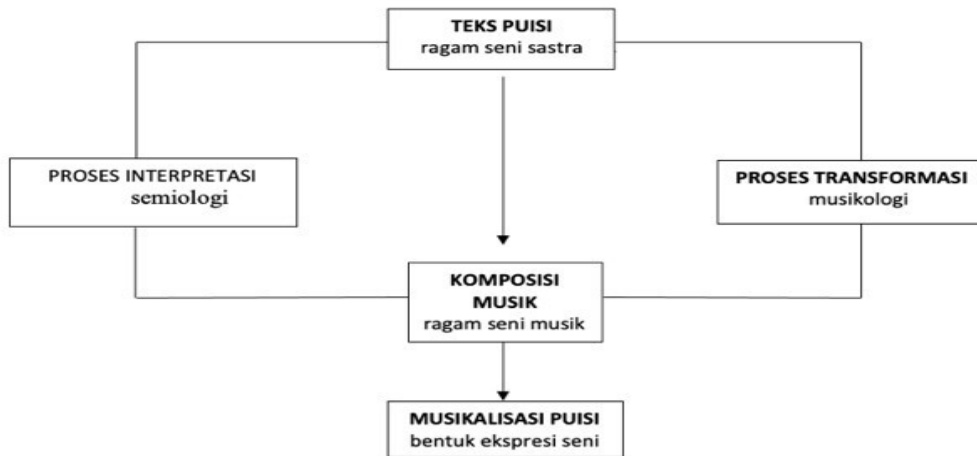 TEKS PUISI
ragam seni sastra
PROSES INTERPRETASI
semiologi
PROSES TRANSFORMASI
musikologi
KOMPOSISI
MUSIK
ragam seni musik
MUSIKALISASI PUISI
bentuk ekspresi seni